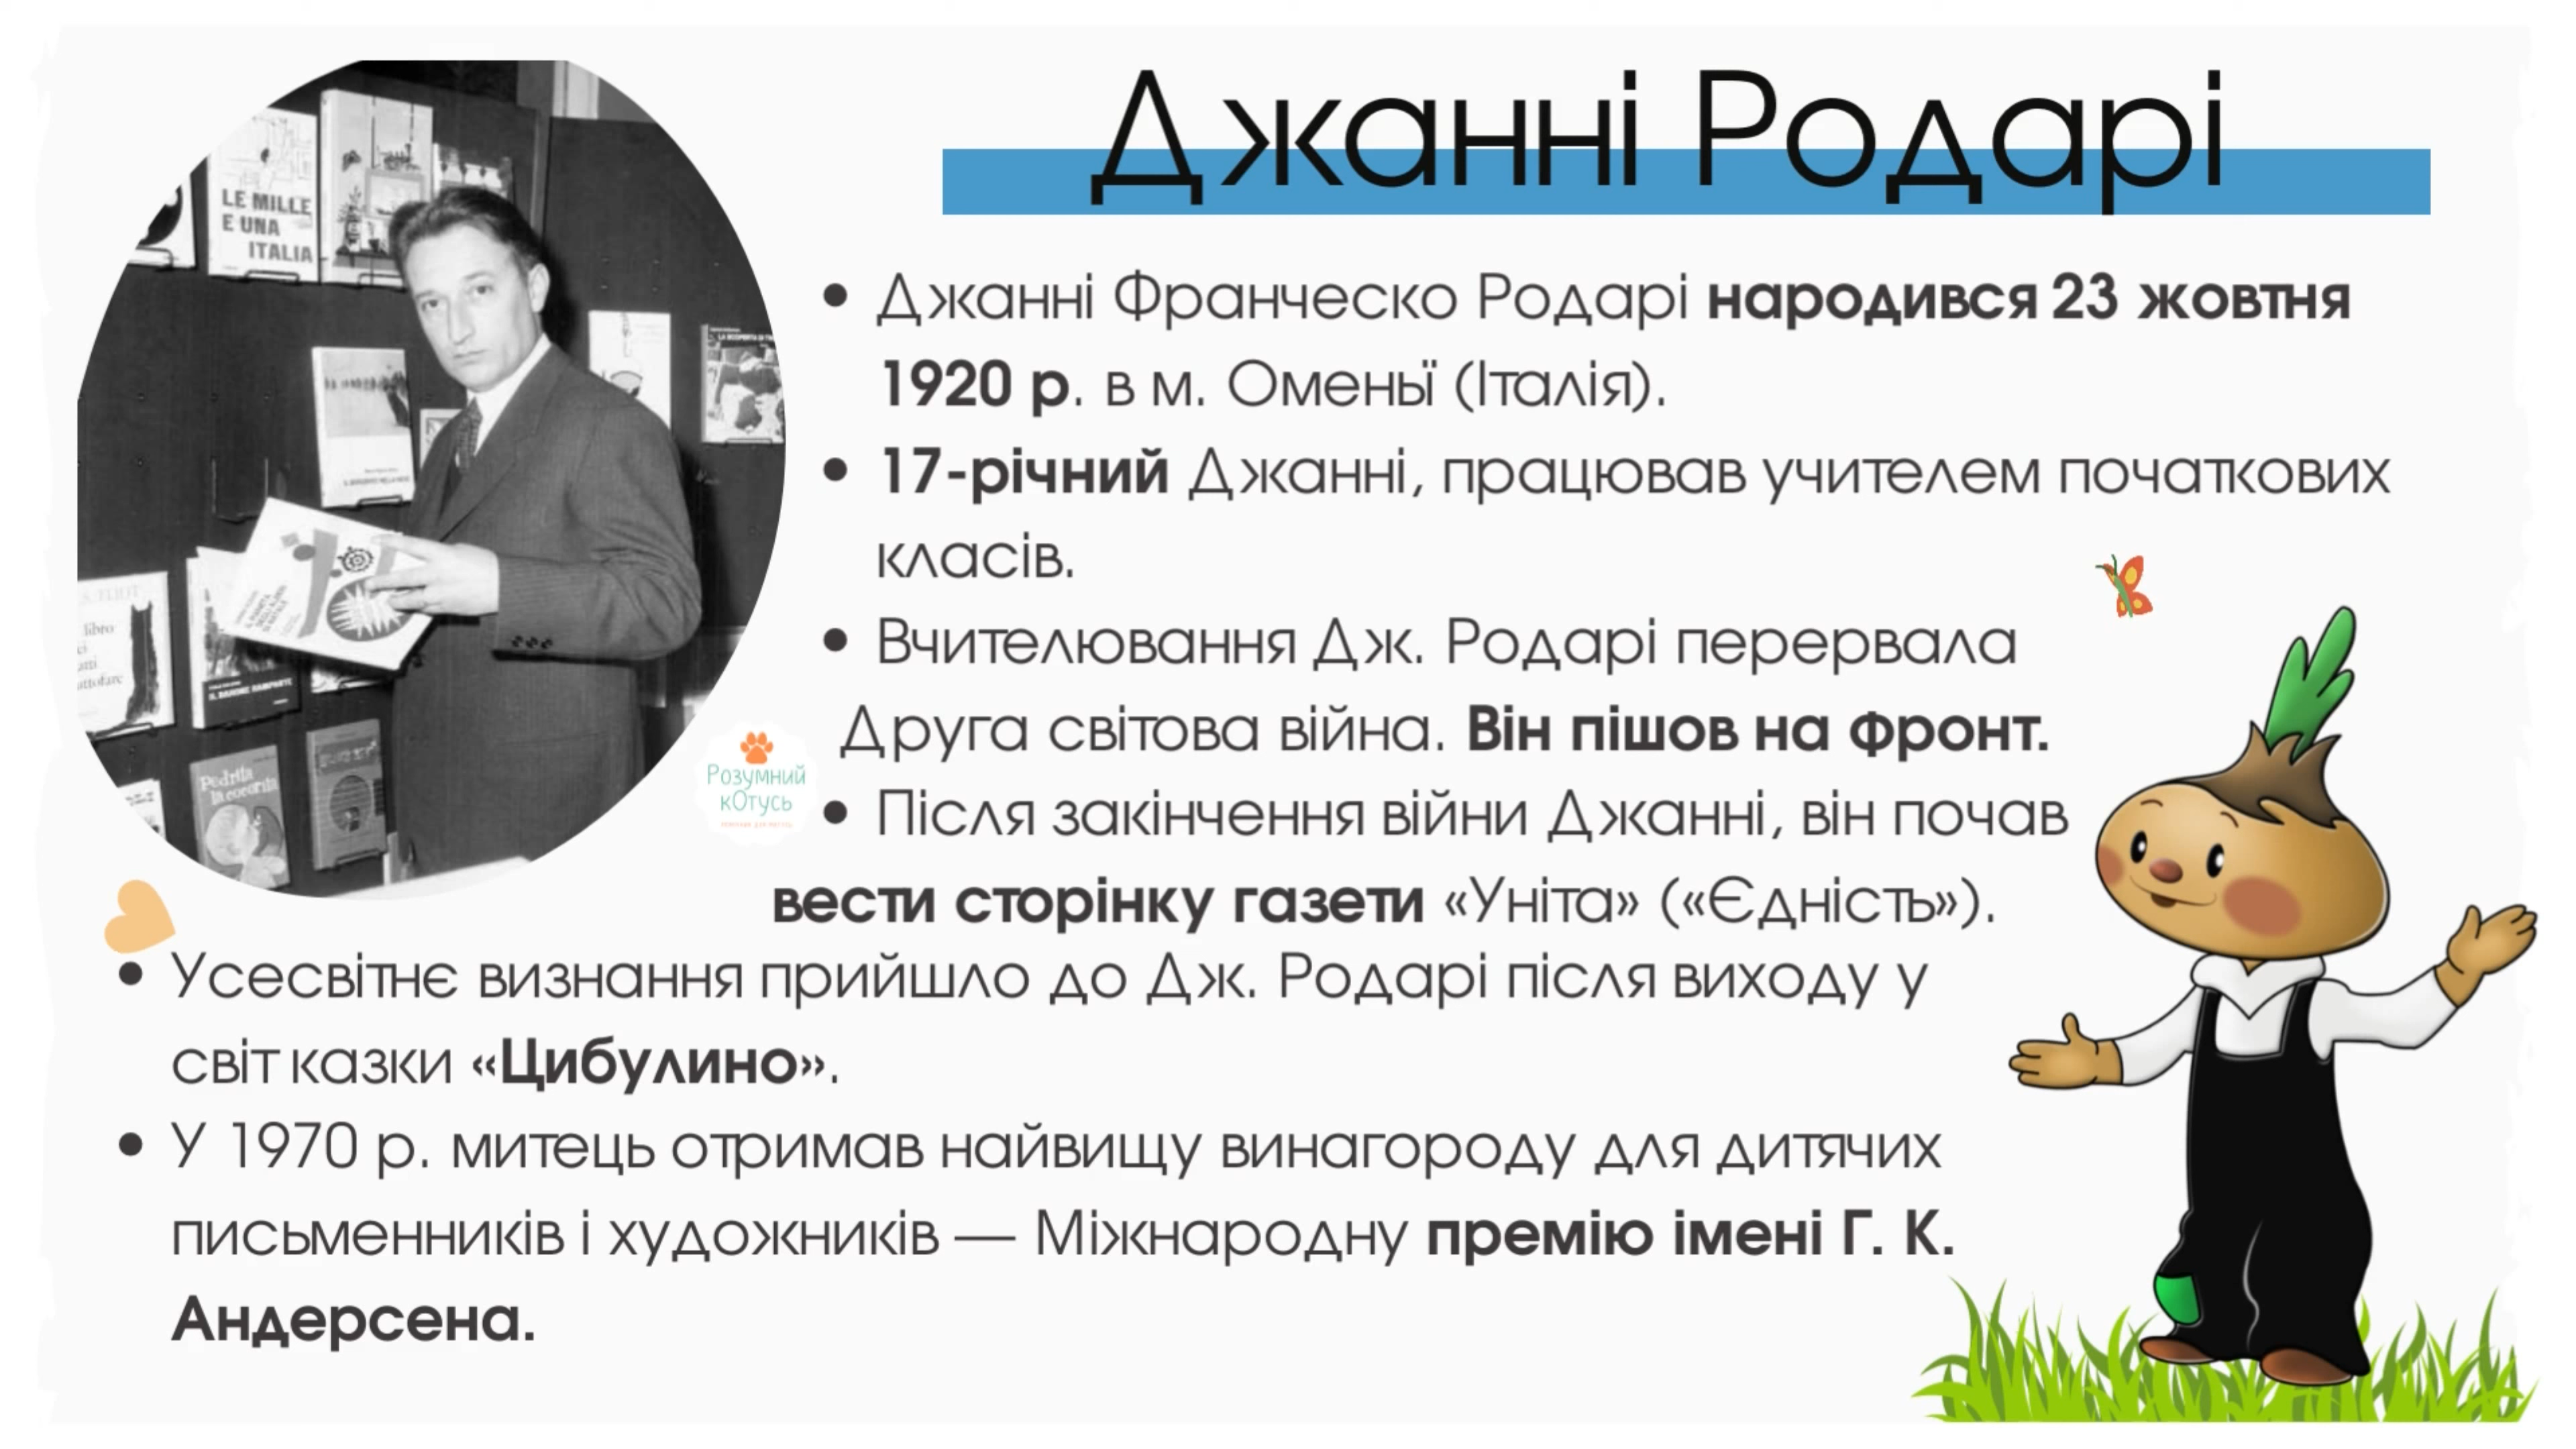 Джанні Родарі
LE MILLE
E UNA
ITALIA
Джанні Франческо Родарі народився 23 жовтня
1920 р. в м. Оменьї (Італія).
17-річний Джанні, працював учителем початкових
класів.
Вчителювання Дж. Родарі перервала
Друга світова війна. Він пішов на фронт.
Після закінчення війни Джанні, він почав
вести сторінку газети «Уніта» («Єдність»).
Розумний
кОтусь
libro
Усесвітнє визнання прийшло до Дж. Родарі після виходу у
світ казки «Цибулино».
У 1970 р. митець отримав найвищу винагороду для дитячих
письменників і художників — Міжнародну премію імені Г. К.
Андерсена.